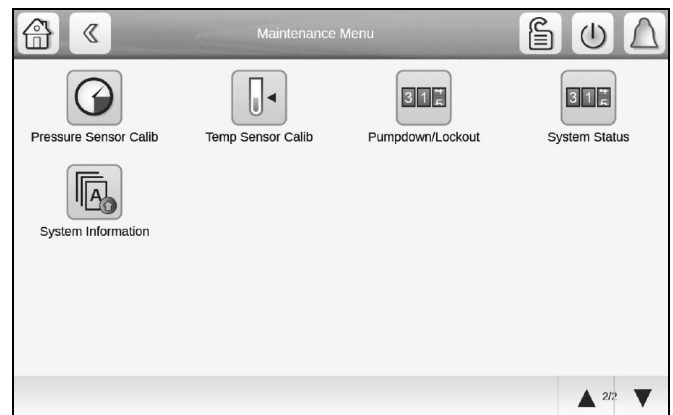 Maintenance Menu
Pressure Sensor Calib
Temp Sensor Calib
Pumpdown/Lockout
System Status
A
System Information
2/2